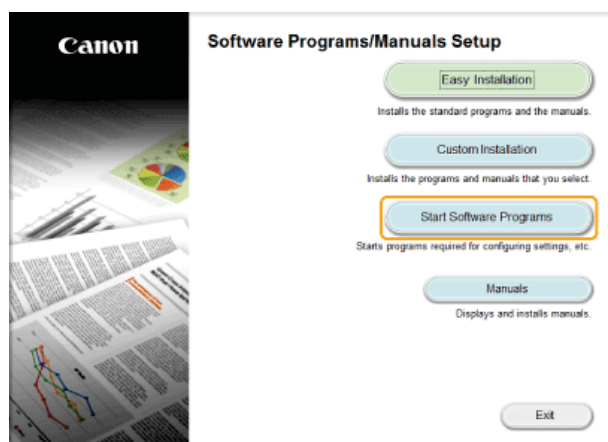 Canon
Software Programs/Manuals Setup
Easy Installation
Installs the standard programs and the manuals.
Custom Installation
Installs the programs and manuals that you select.
Start Software Programs
Starts programs required for configuring settings, etc.
Manuals
Displays and installs manuals.
Exit